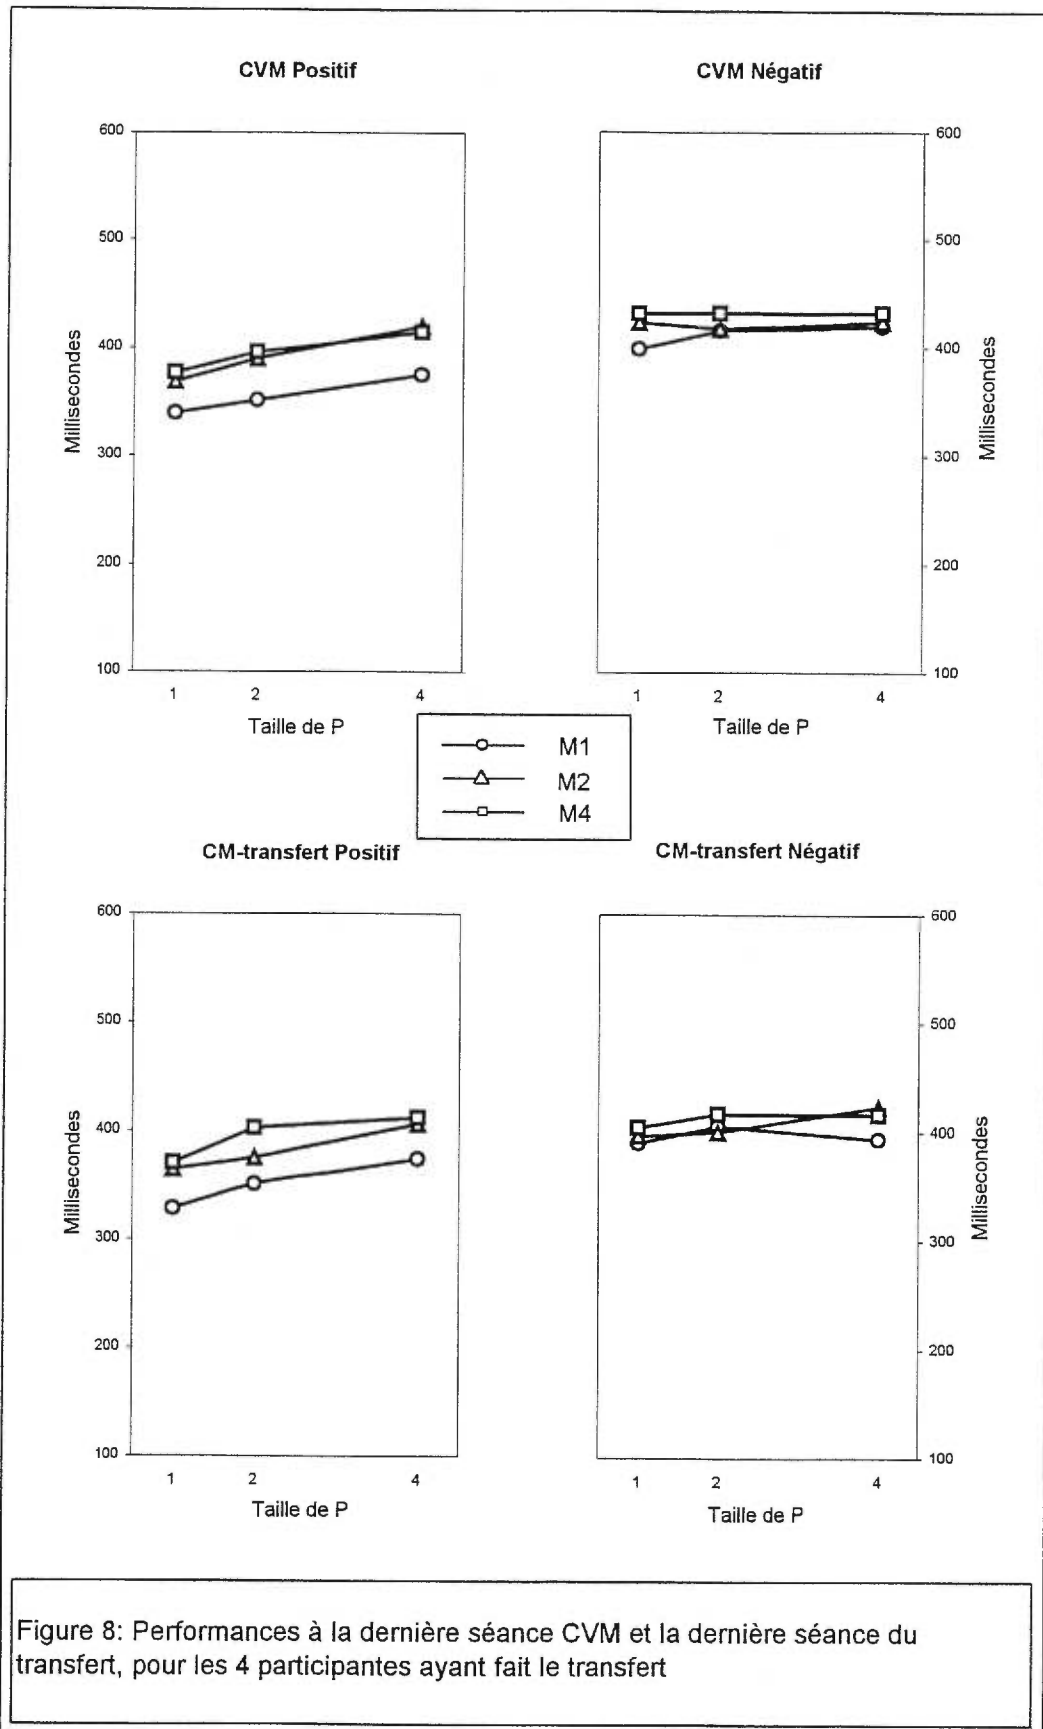 CVM Positif
CVM Négatif
600
500
400
300
200
100
Millisecondes
1 2 4
Taille de P
600
500
400
300
200
100
Millisecondes
1 2 4
Taille de P
M1
M2
M4
CM-transfert Positif
CM-transfert Négatif
600
500
400
300
200
100
Millisecondes
1 2 4
Taille de P
600
500
400
300
200
100
Millisecondes
1 2 4
Taille de P
Figure 8: Performances à la dernière séance CVM et la dernière séance du
transfert, pour les 4 participantes ayant fait le transfert